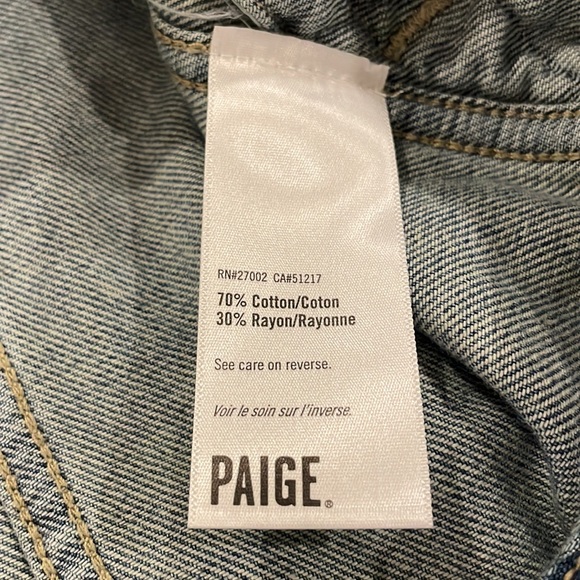 RN#27002 CA#51217
70% Cotton/Coton
30% Rayon/Rayonne
See care on reverse.
Voir le soin sur l'inverse.
PAIGE®